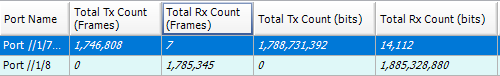 Port Name Total Tx Count (Frames) Total Rx Count (Frames) Total Tx Count (bits) Total Rx Count (bits)
Port //1/7... 1,746,808 7 1,788,731,392 14,112
Port //1/8 0 1,785,345 0 1,885,328,880